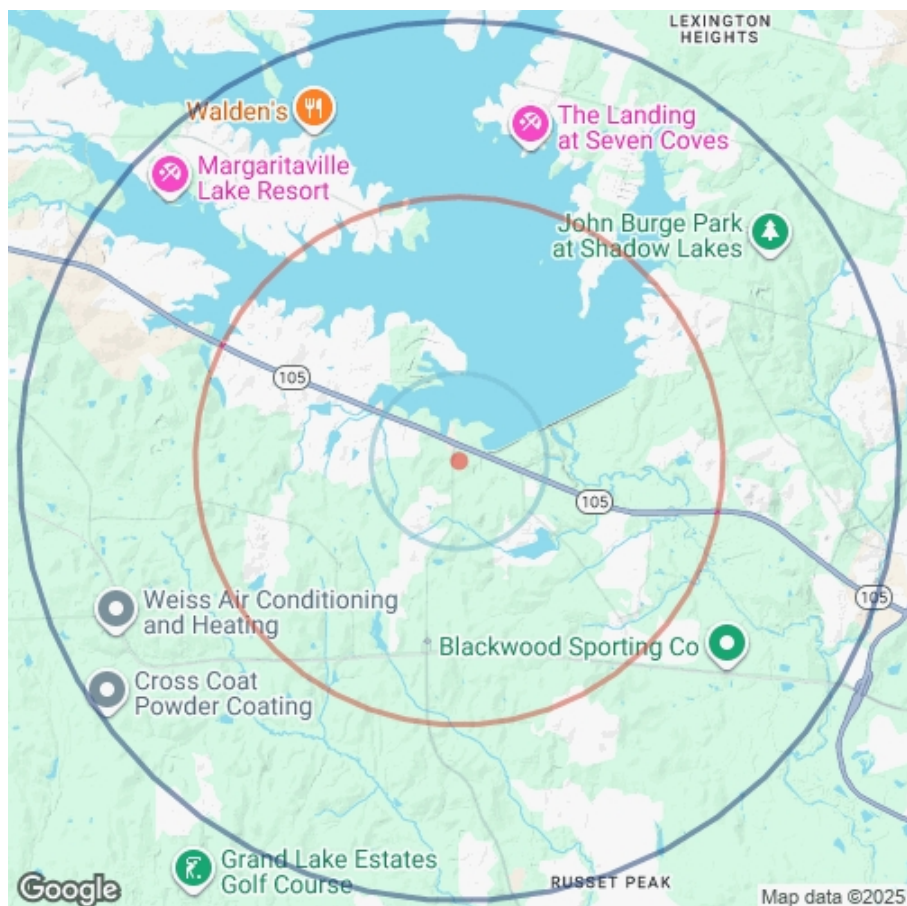 LEXINGTON
HEIGHTS
Walden's
The Landing
at Seven Coves
Margaritaville
Lake Resort
John Burge Park
at Shadow Lakes
105
105
105
Weiss Air Conditioning
and Heating
Blackwood Sporting Co
Cross Coat
Powder Coating
Grand Lake Estates
Golf Course
RUSSET PEAK
Google
Map data ©2025